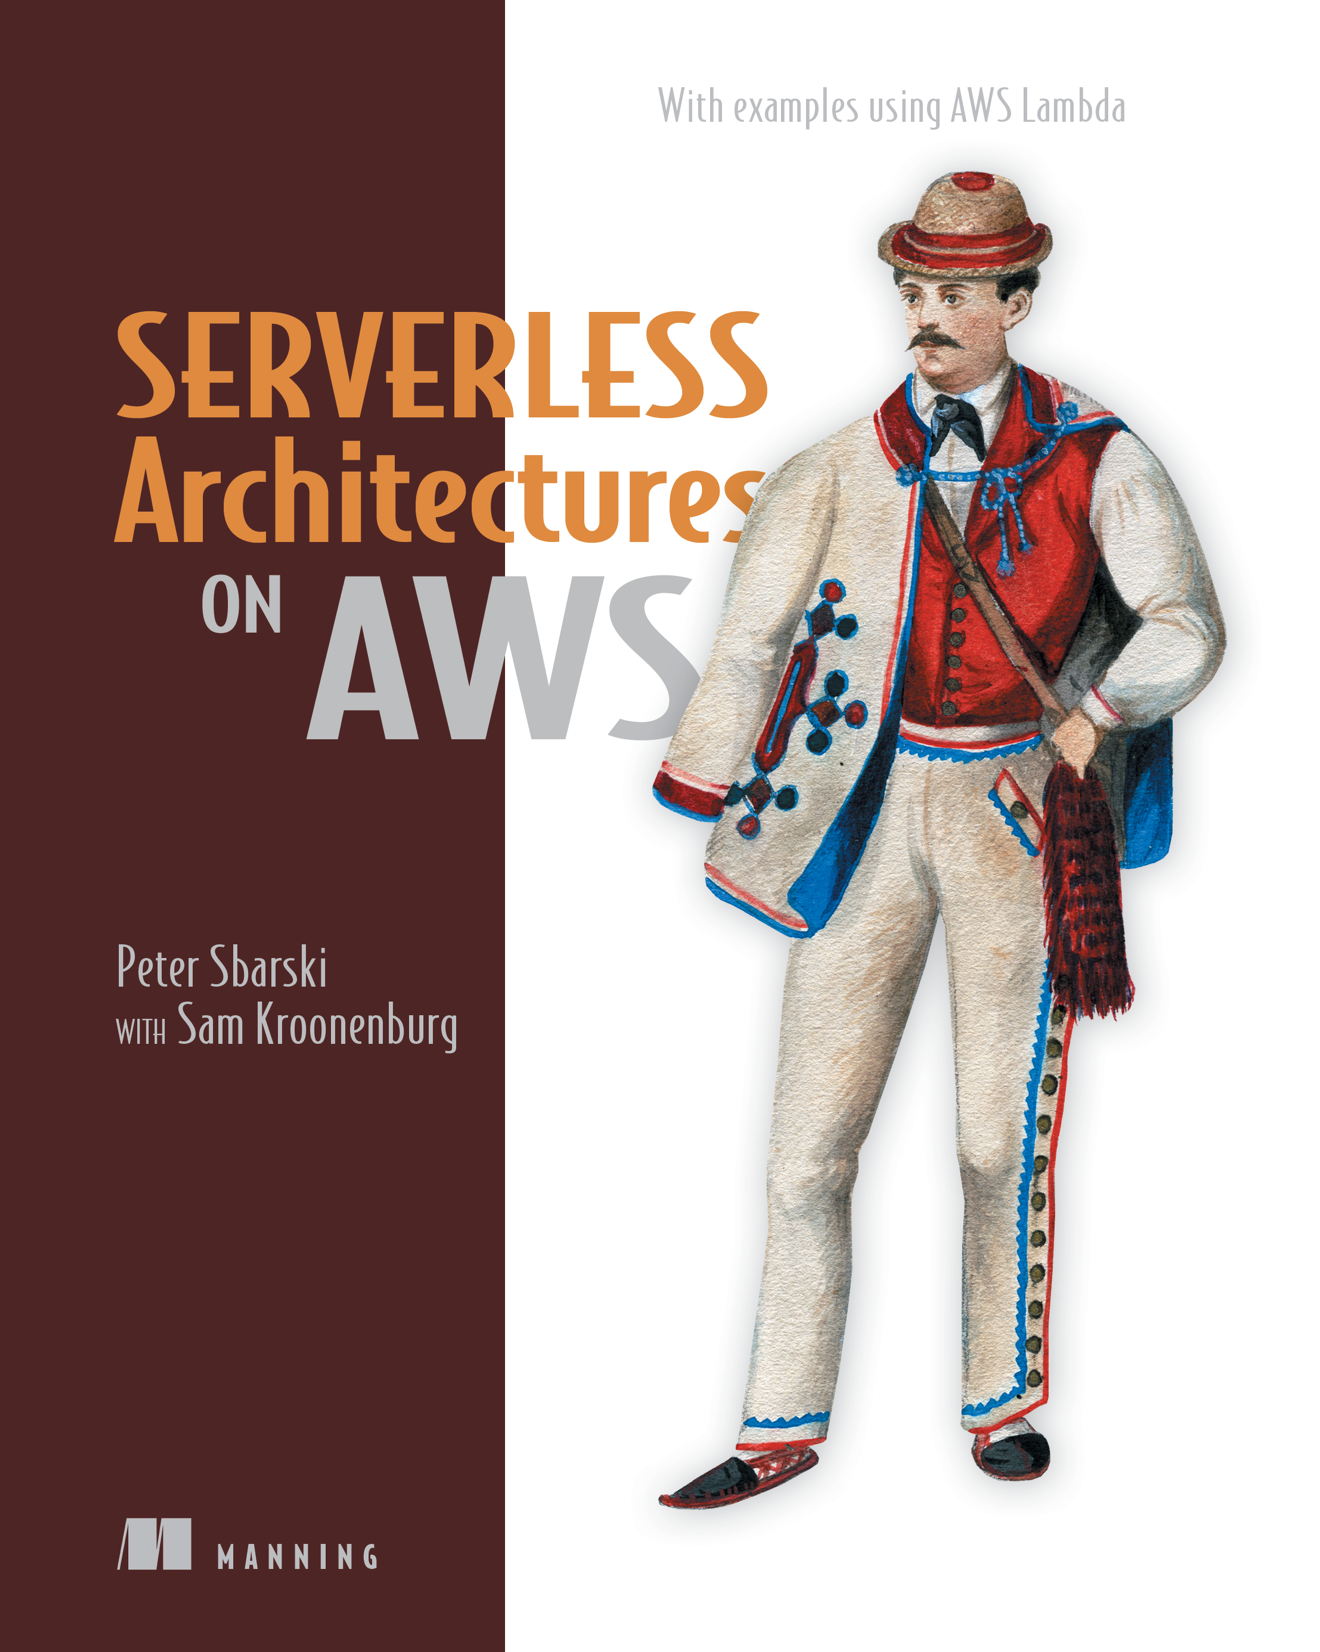 With examples using AWS Lambda
SERVERLESS
Architectures
ON AWS
Peter Sbarski
WITH Sam Kroonenburg
MANNING